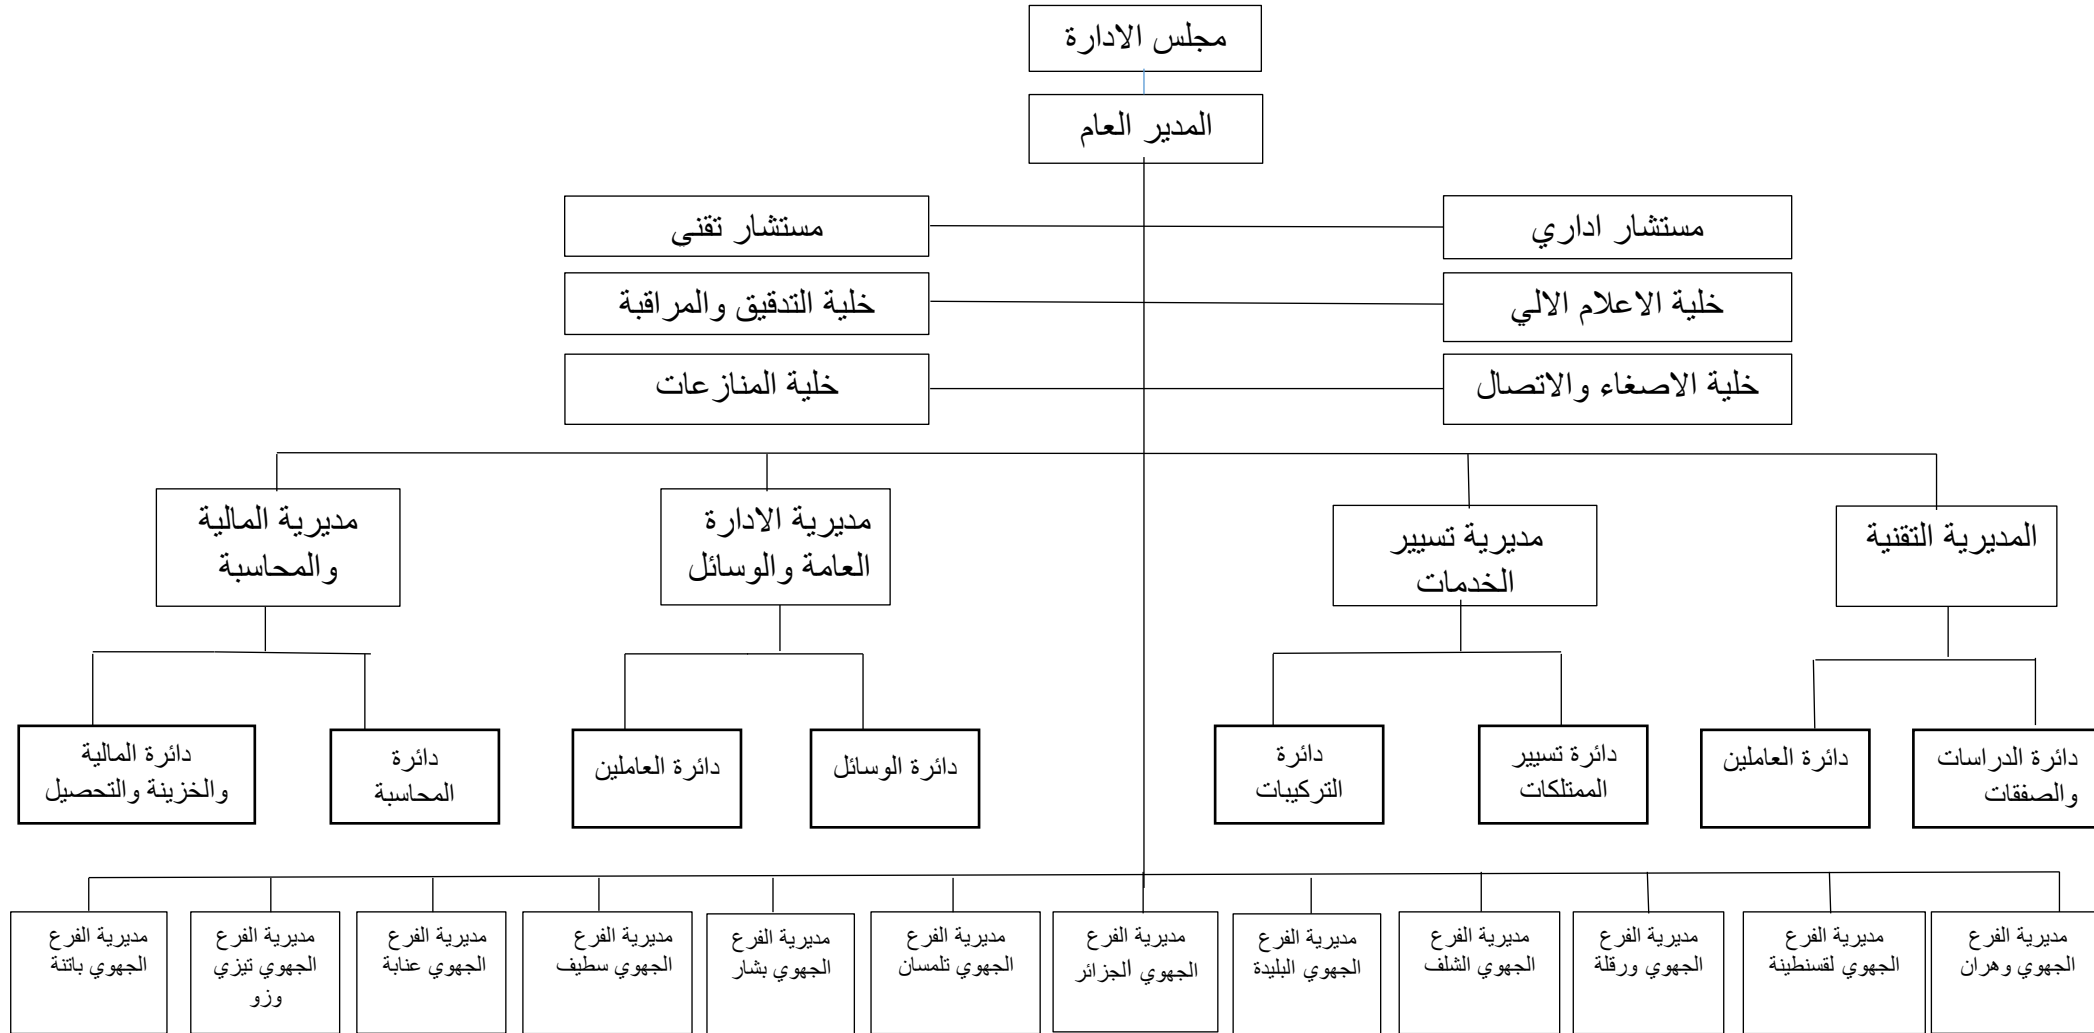 مجلس الادارة
المدير العام
مستشار اداري
مستشار تقنى
خلية الاعلام الالي
خلية التدقيق والمراقبة
خلية الاصغاء والاتصال
خلية المنازعات
المديرية التقنية
مديرية تسيير
الخدمات
مديرية الادارة
العامة والوسائل
مديرية المالية
والمحاسبة
دائرة الدراسات
والصفقات
دائرة العاملين
دائرة تسيير
الممتلكات
دائرة
التركيبات
دائرة الوسائل
دائرة العاملين
دائرة
المحاسبة
دائرة المالية
والخزينة والتحصيل
مديرية الفرع
الجهوي وهران
مديرية الفرع
الجهوي لقسنطينة
مديرية الفرع
الجهوي ورقلة
مديرية الفرع
الجهوي الشلف
مديرية الفرع
الجهوي البليدة
مديرية الفرع
الجهوي الجزائر
مديرية الفرع
الجهوي تلمسان
مديرية الفرع
الجهوي بشار
مديرية الفرع
الجهوي سطيف
مديرية الفرع
الجهوي عنابة
مديرية الفرع
الجهوي تيزي
وزو
مديرية الفرع
الجهوي باتنة